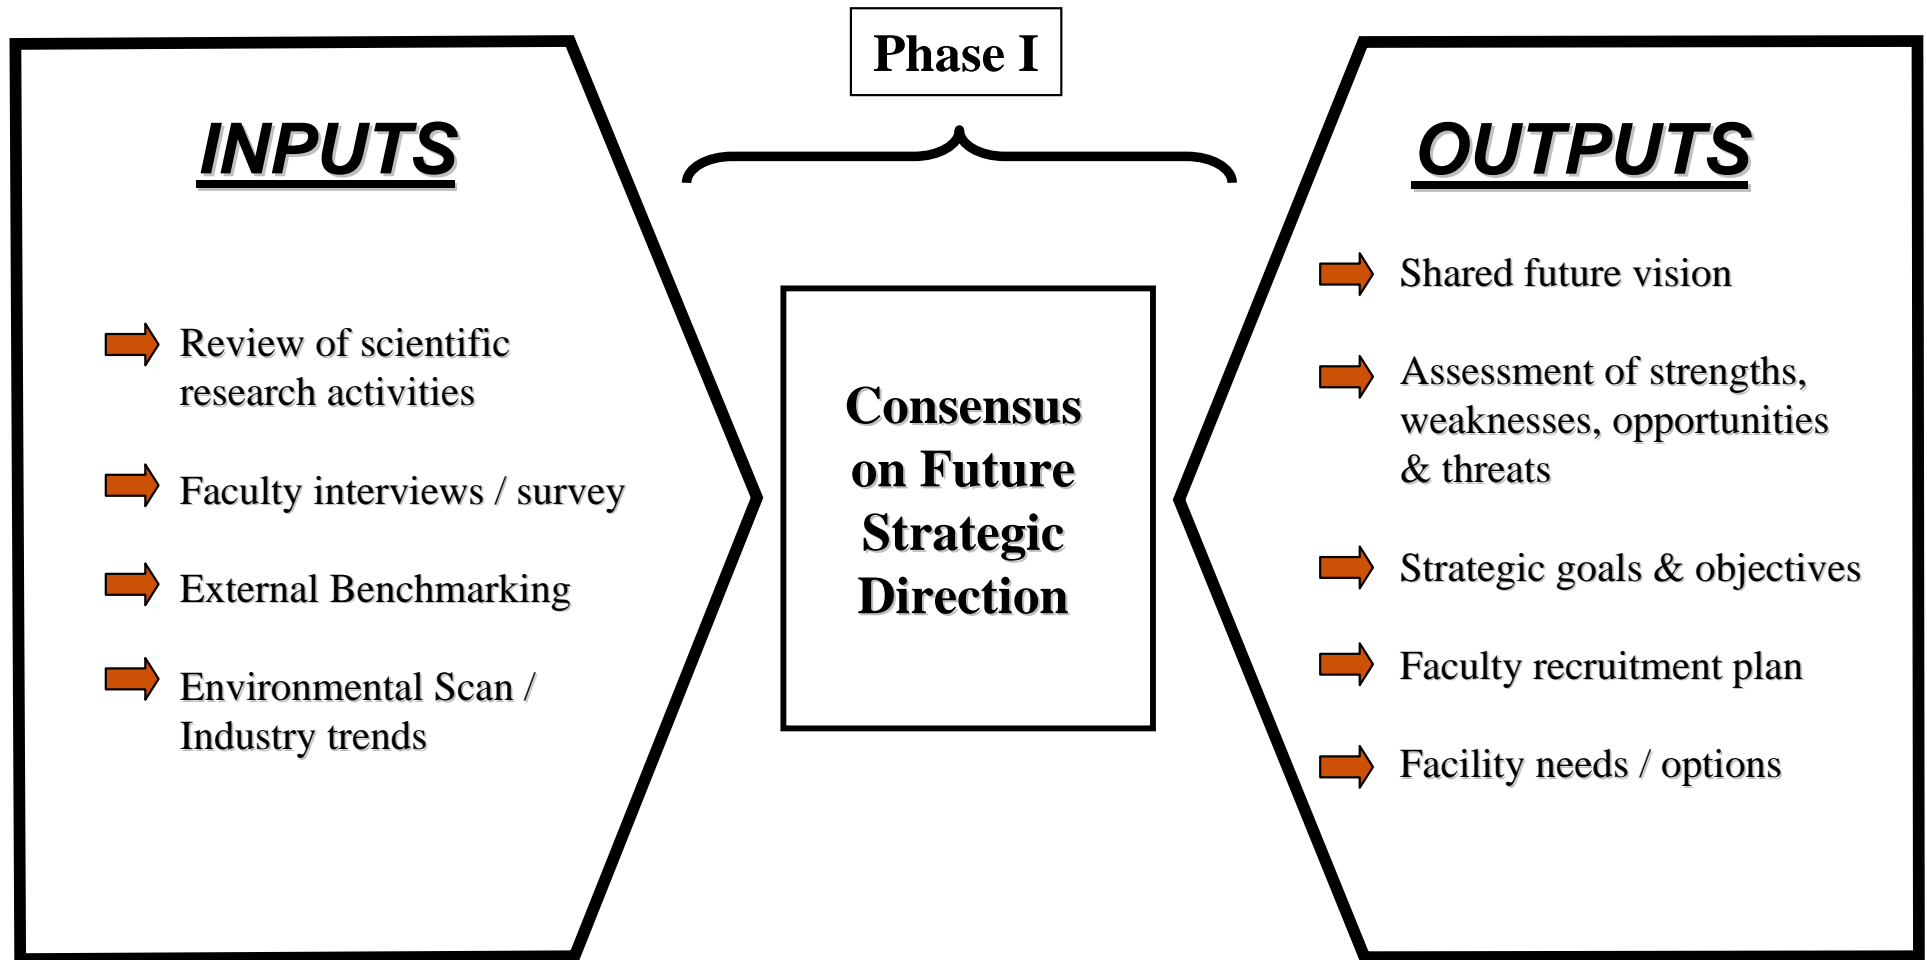 Phase I
INPUTS
Review of scientific
research activities
Faculty interviews / survey
External Benchmarking
Environmental Scan /
Industry trends
Consensus
on Future
Strategic
Direction
OUTPUTS
Shared future vision
Assessment of strengths,
weaknesses, opportunities
& threats
Strategic goals & objectives
Faculty recruitment plan
Facility needs / options